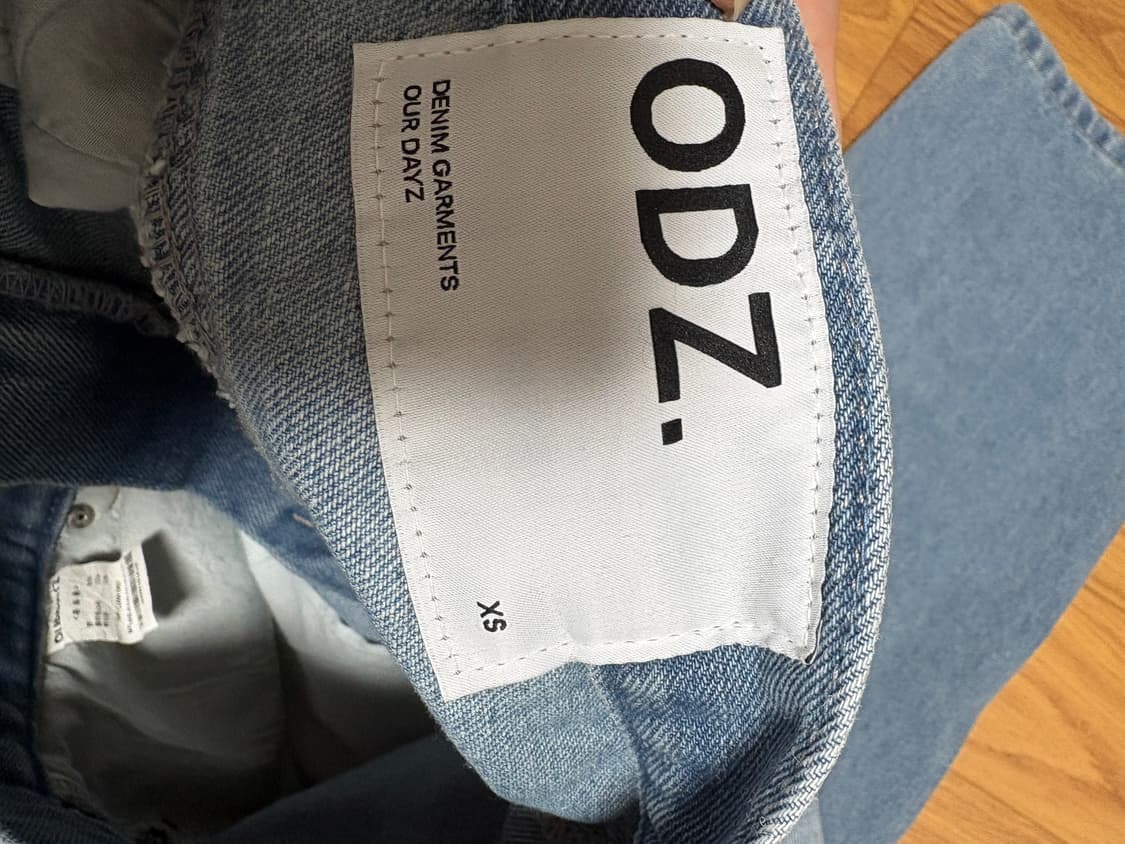 ODZ.
DENIM GARMENTS
OUR DAYZ
XS